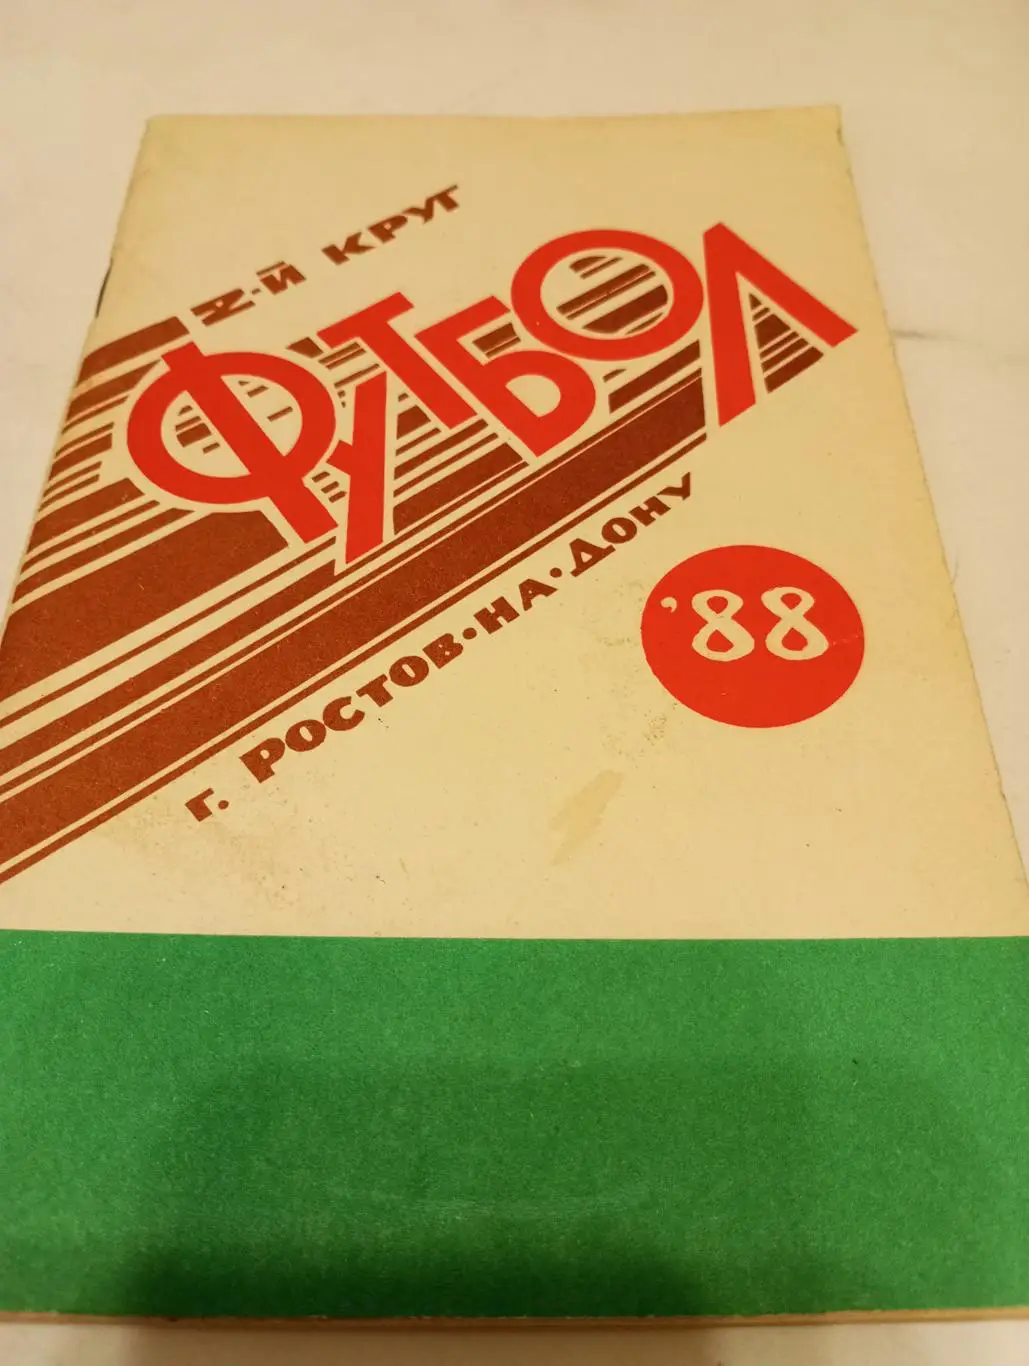 2-й КРУГ
ФУТБОЛ
г. РОСТОВ·НА·ДОНУ
'88